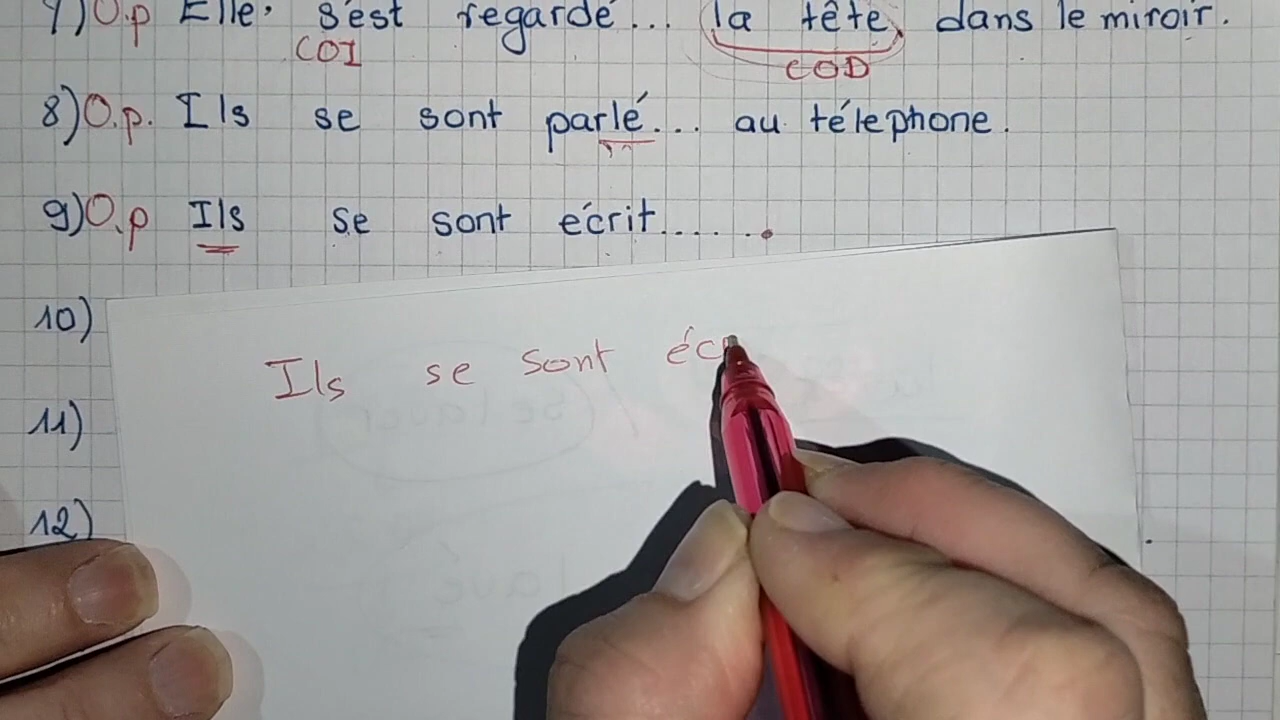 7) O.p Elle, s'est regardé... la tête, dans le miroir.
COI COD
8) O.p. Ils se sont parlé... au télephone.
9) O.p Ils se sont écrit.......
10)
Ils se sont éc
11)
12)